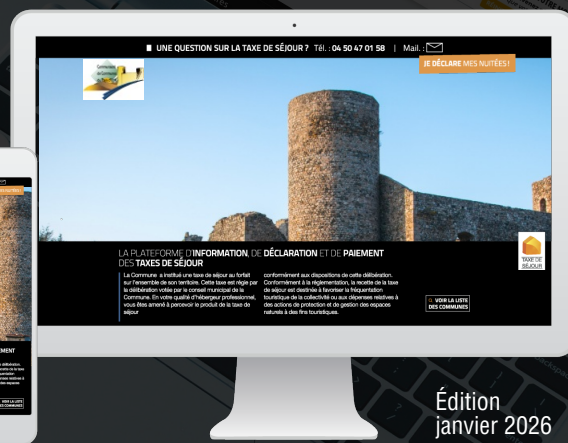 UNE QUESTION SUR LA TAXE DE SÉJOUR ? Tél. : 04 50 47 01 58 | Mail. :
JE DÉCLARE MES NUITÉES !
LA PLATEFORME D'INFORMATION, DE DÉCLARATION ET DE PAIEMENT
DES TAXES DE SÉJOUR
La Commune a institué une taxe de séjour au forfait
sur l'ensemble de son territoire. Cette taxe est régie par
la délibération votée par le conseil municipal de la
Commune. En votre qualité d'hébergeur professionnel,
vous êtes amené à percevoir le produit de la taxe de
séjour
conformément aux dispositions de cette délibération.
Conformément à la réglementation, la recette de la taxe
de séjour est destinée à favoriser la fréquentation
touristique de la collectivité ou aux dépenses relatives à
des actions de protection et de gestion des espaces
naturels à des fins touristiques.
VOIR LA LISTE
DES COMMUNES
TAXE DE
SÉJOUR
VOIR LA LISTE
DES COMMUNES
Édition
janvier 2026